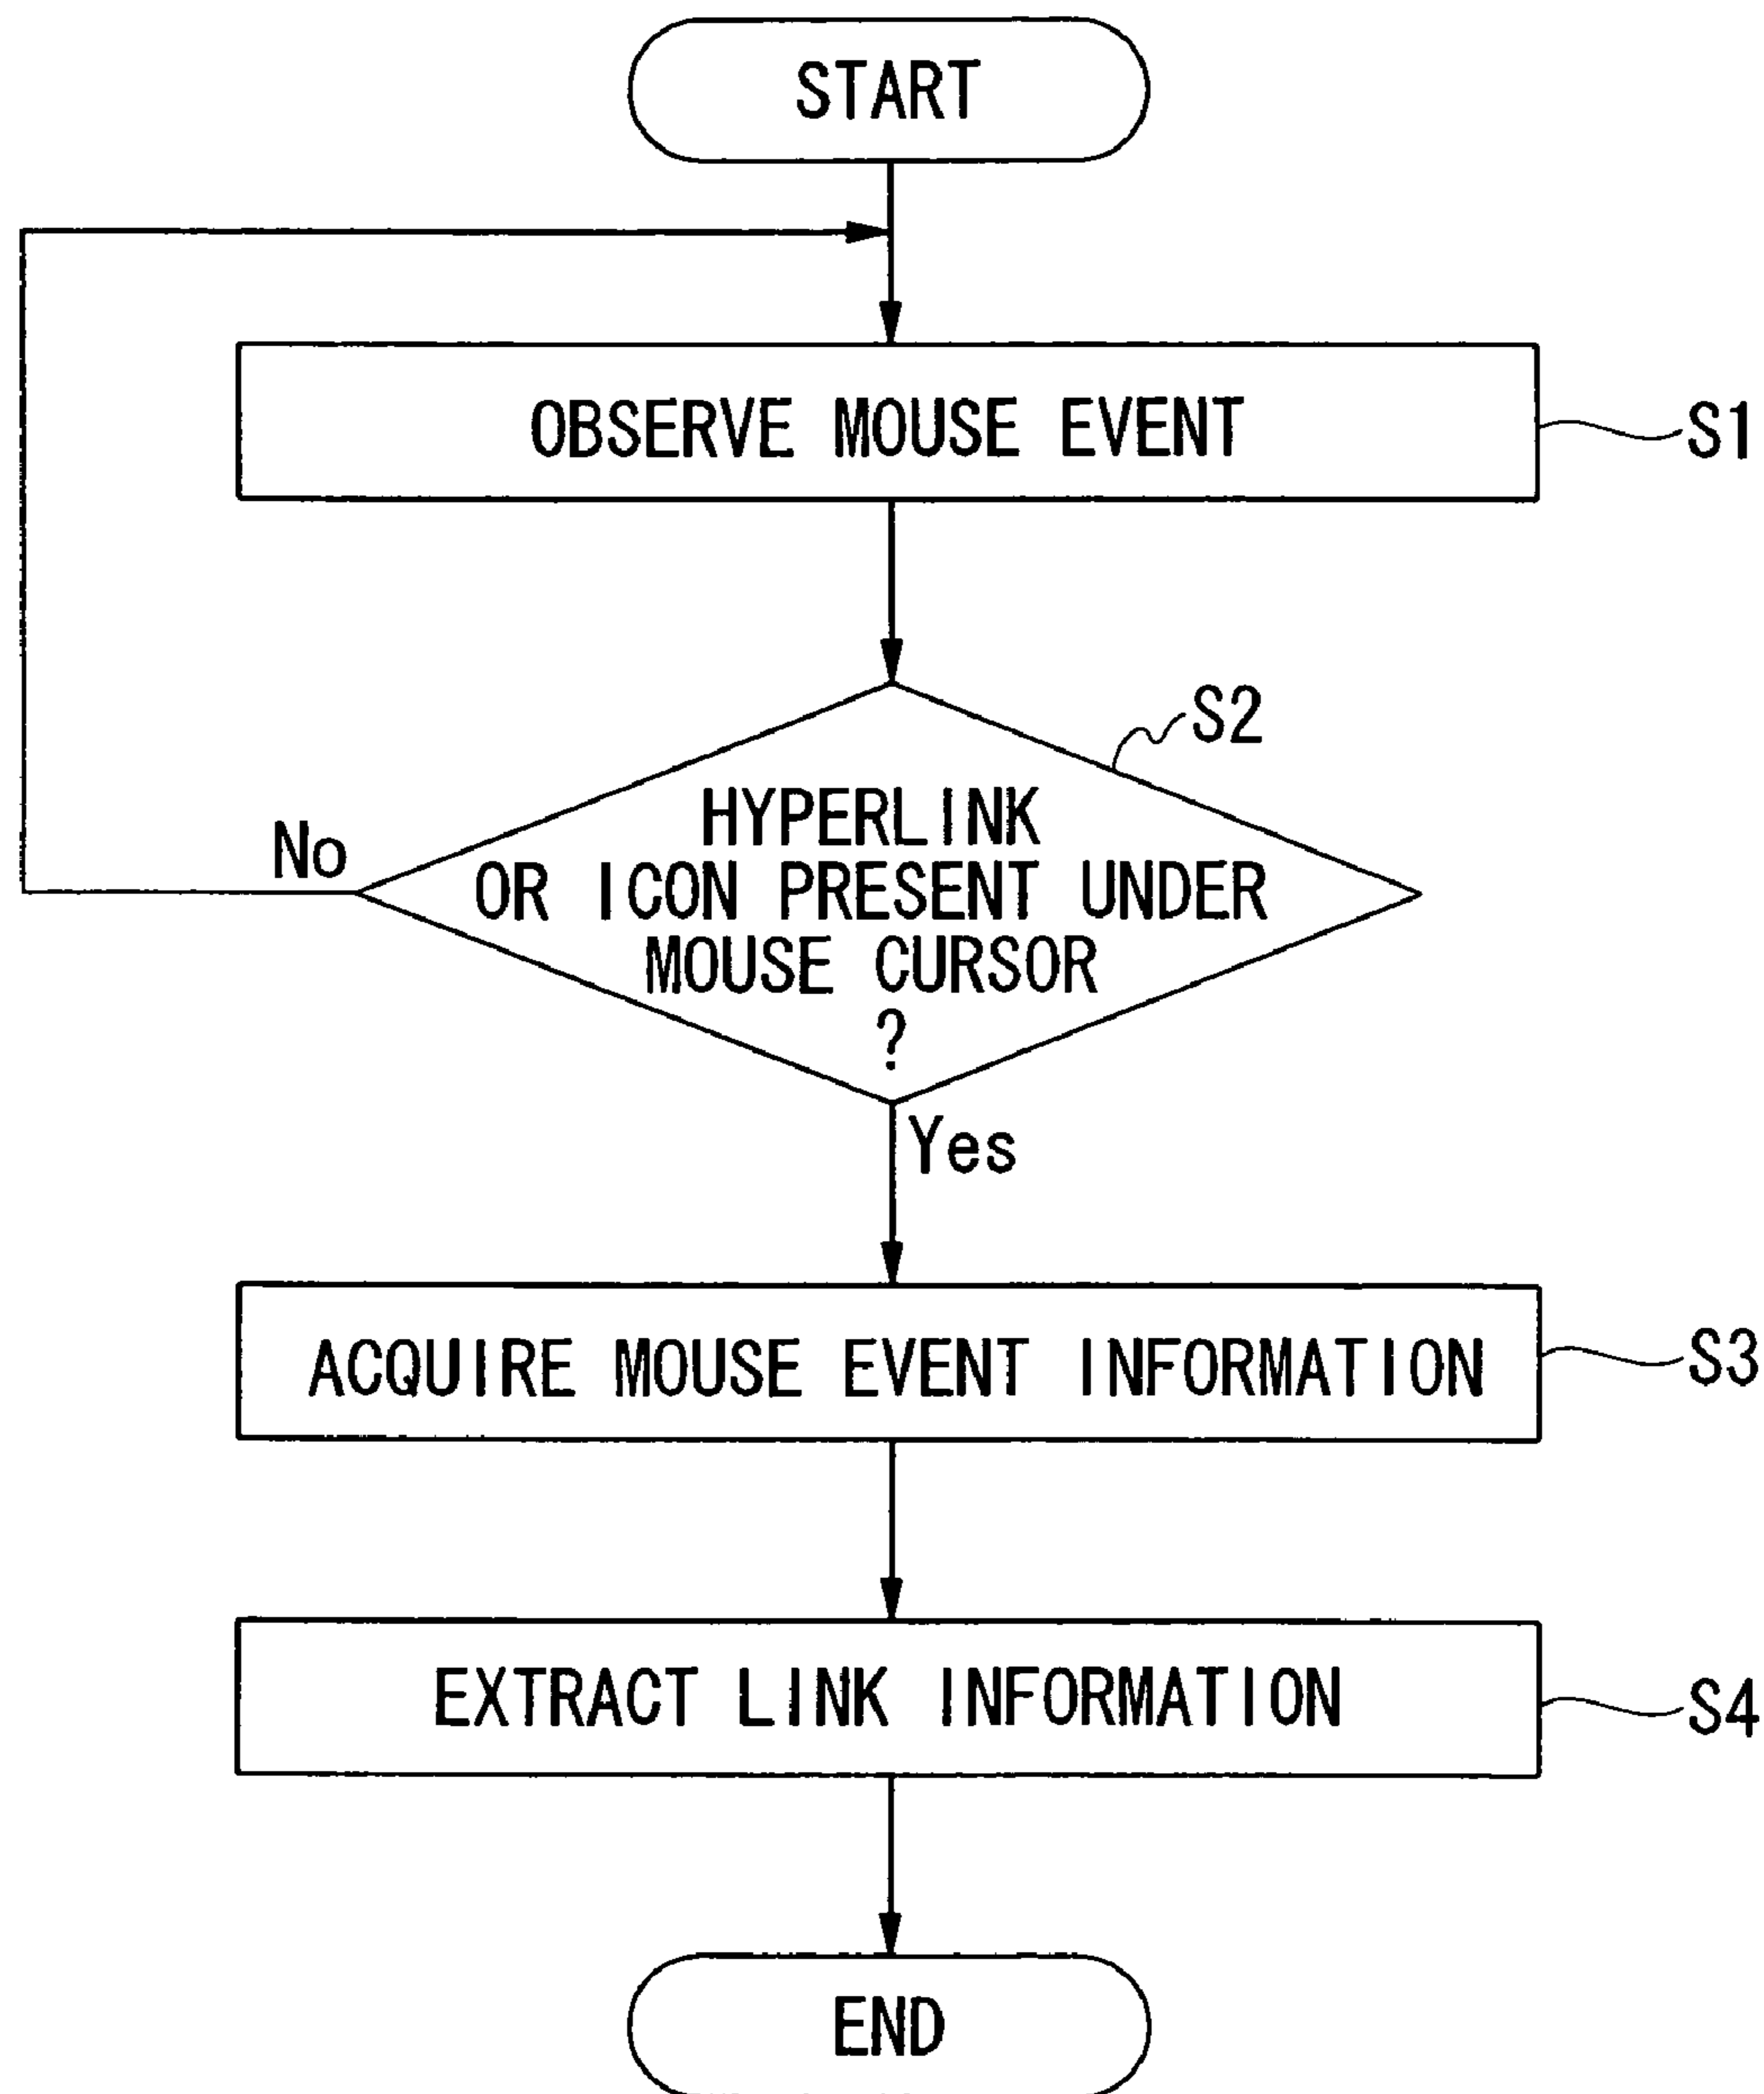 START
OBSERVE MOUSE EVENT
S1
S2
HYPERLINK
OR ICON PRESENT UNDER
MOUSE CURSOR
?
No
Yes
ACQUIRE MOUSE EVENT INFORMATION
S3
EXTRACT LINK INFORMATION
S4
END